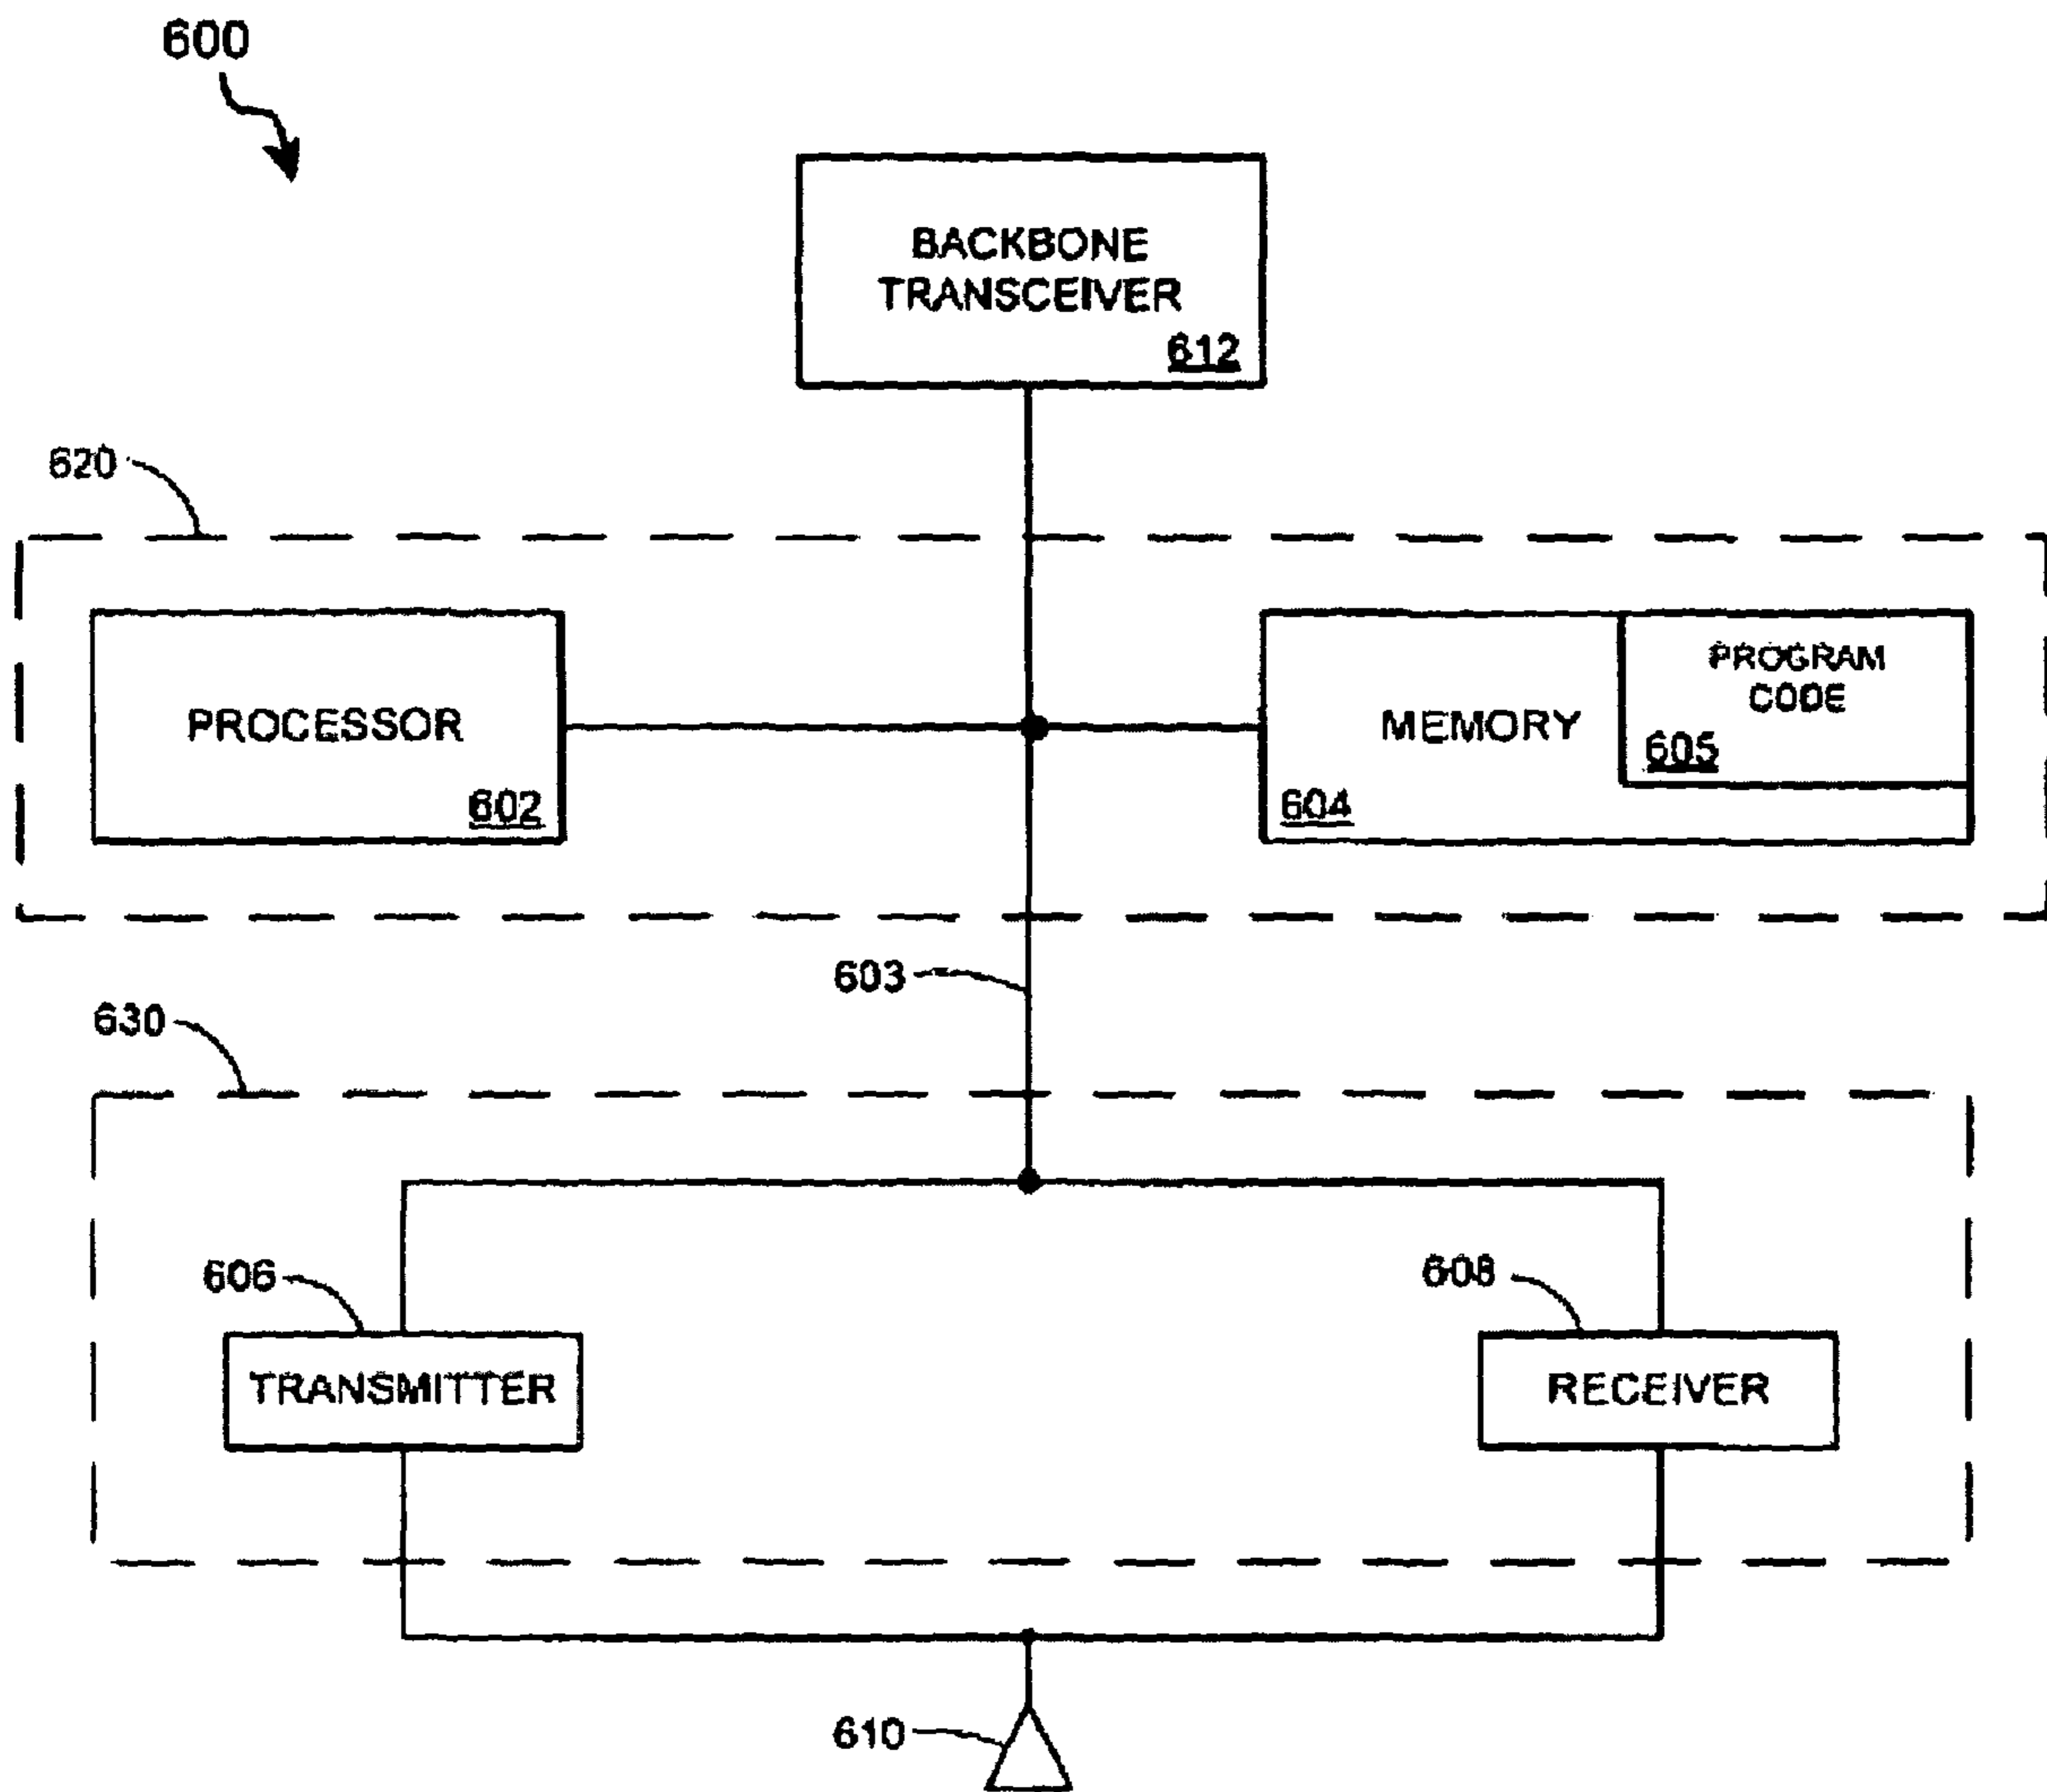 600
BACKBONE
TRANSCEIVER
612
620
PROCESSOR
602
MEMORY
604
PROGRAM
CODE
605
603
630
606
TRANSMITTER
608
RECEIVER
610